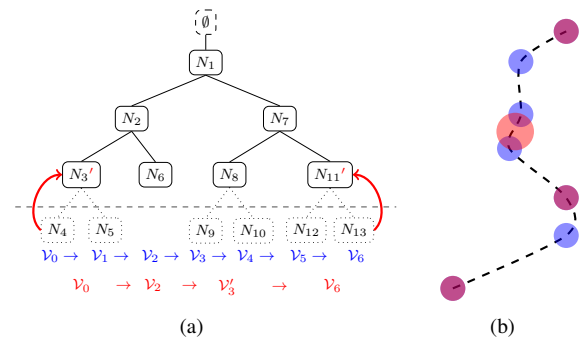 ∅
N₁
N₂ N₇
N₃′ N₆ N₈ N₁₁′
N₄ N₅ N₉ N₁₀ N₁₂ N₁₃
𝒱₀ → 𝒱₁ → 𝒱₂ → 𝒱₃ → 𝒱₄ → 𝒱₅ → 𝒱₆
𝒱₀ → 𝒱₂ → 𝒱₃′ → 𝒱₆
(a) (b)